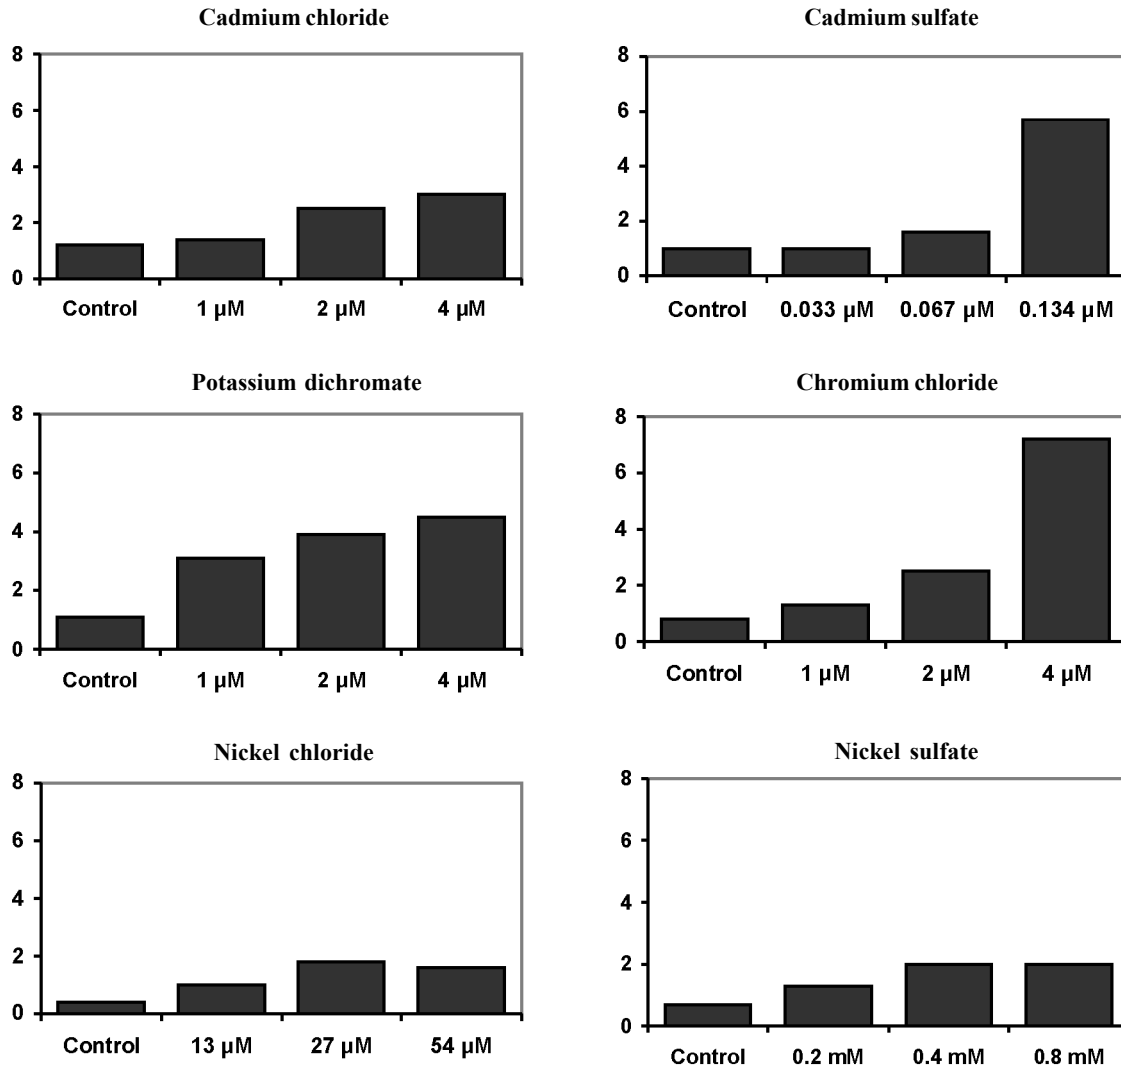 Cadmium chloride
8
6
4
2
0
Control 1 µM 2 µM 4 µM
Cadmium sulfate
8
6
4
2
0
Control 0.033 µM 0.067 µM 0.134 µM
Potassium dichromate
8
6
4
2
0
Control 1 µM 2 µM 4 µM
Chromium chloride
8
6
4
2
0
Control 1 µM 2 µM 4 µM
Nickel chloride
8
6
4
2
0
Control 13 µM 27 µM 54 µM
Nickel sulfate
8
6
4
2
0
Control 0.2 mM 0.4 mM 0.8 mM